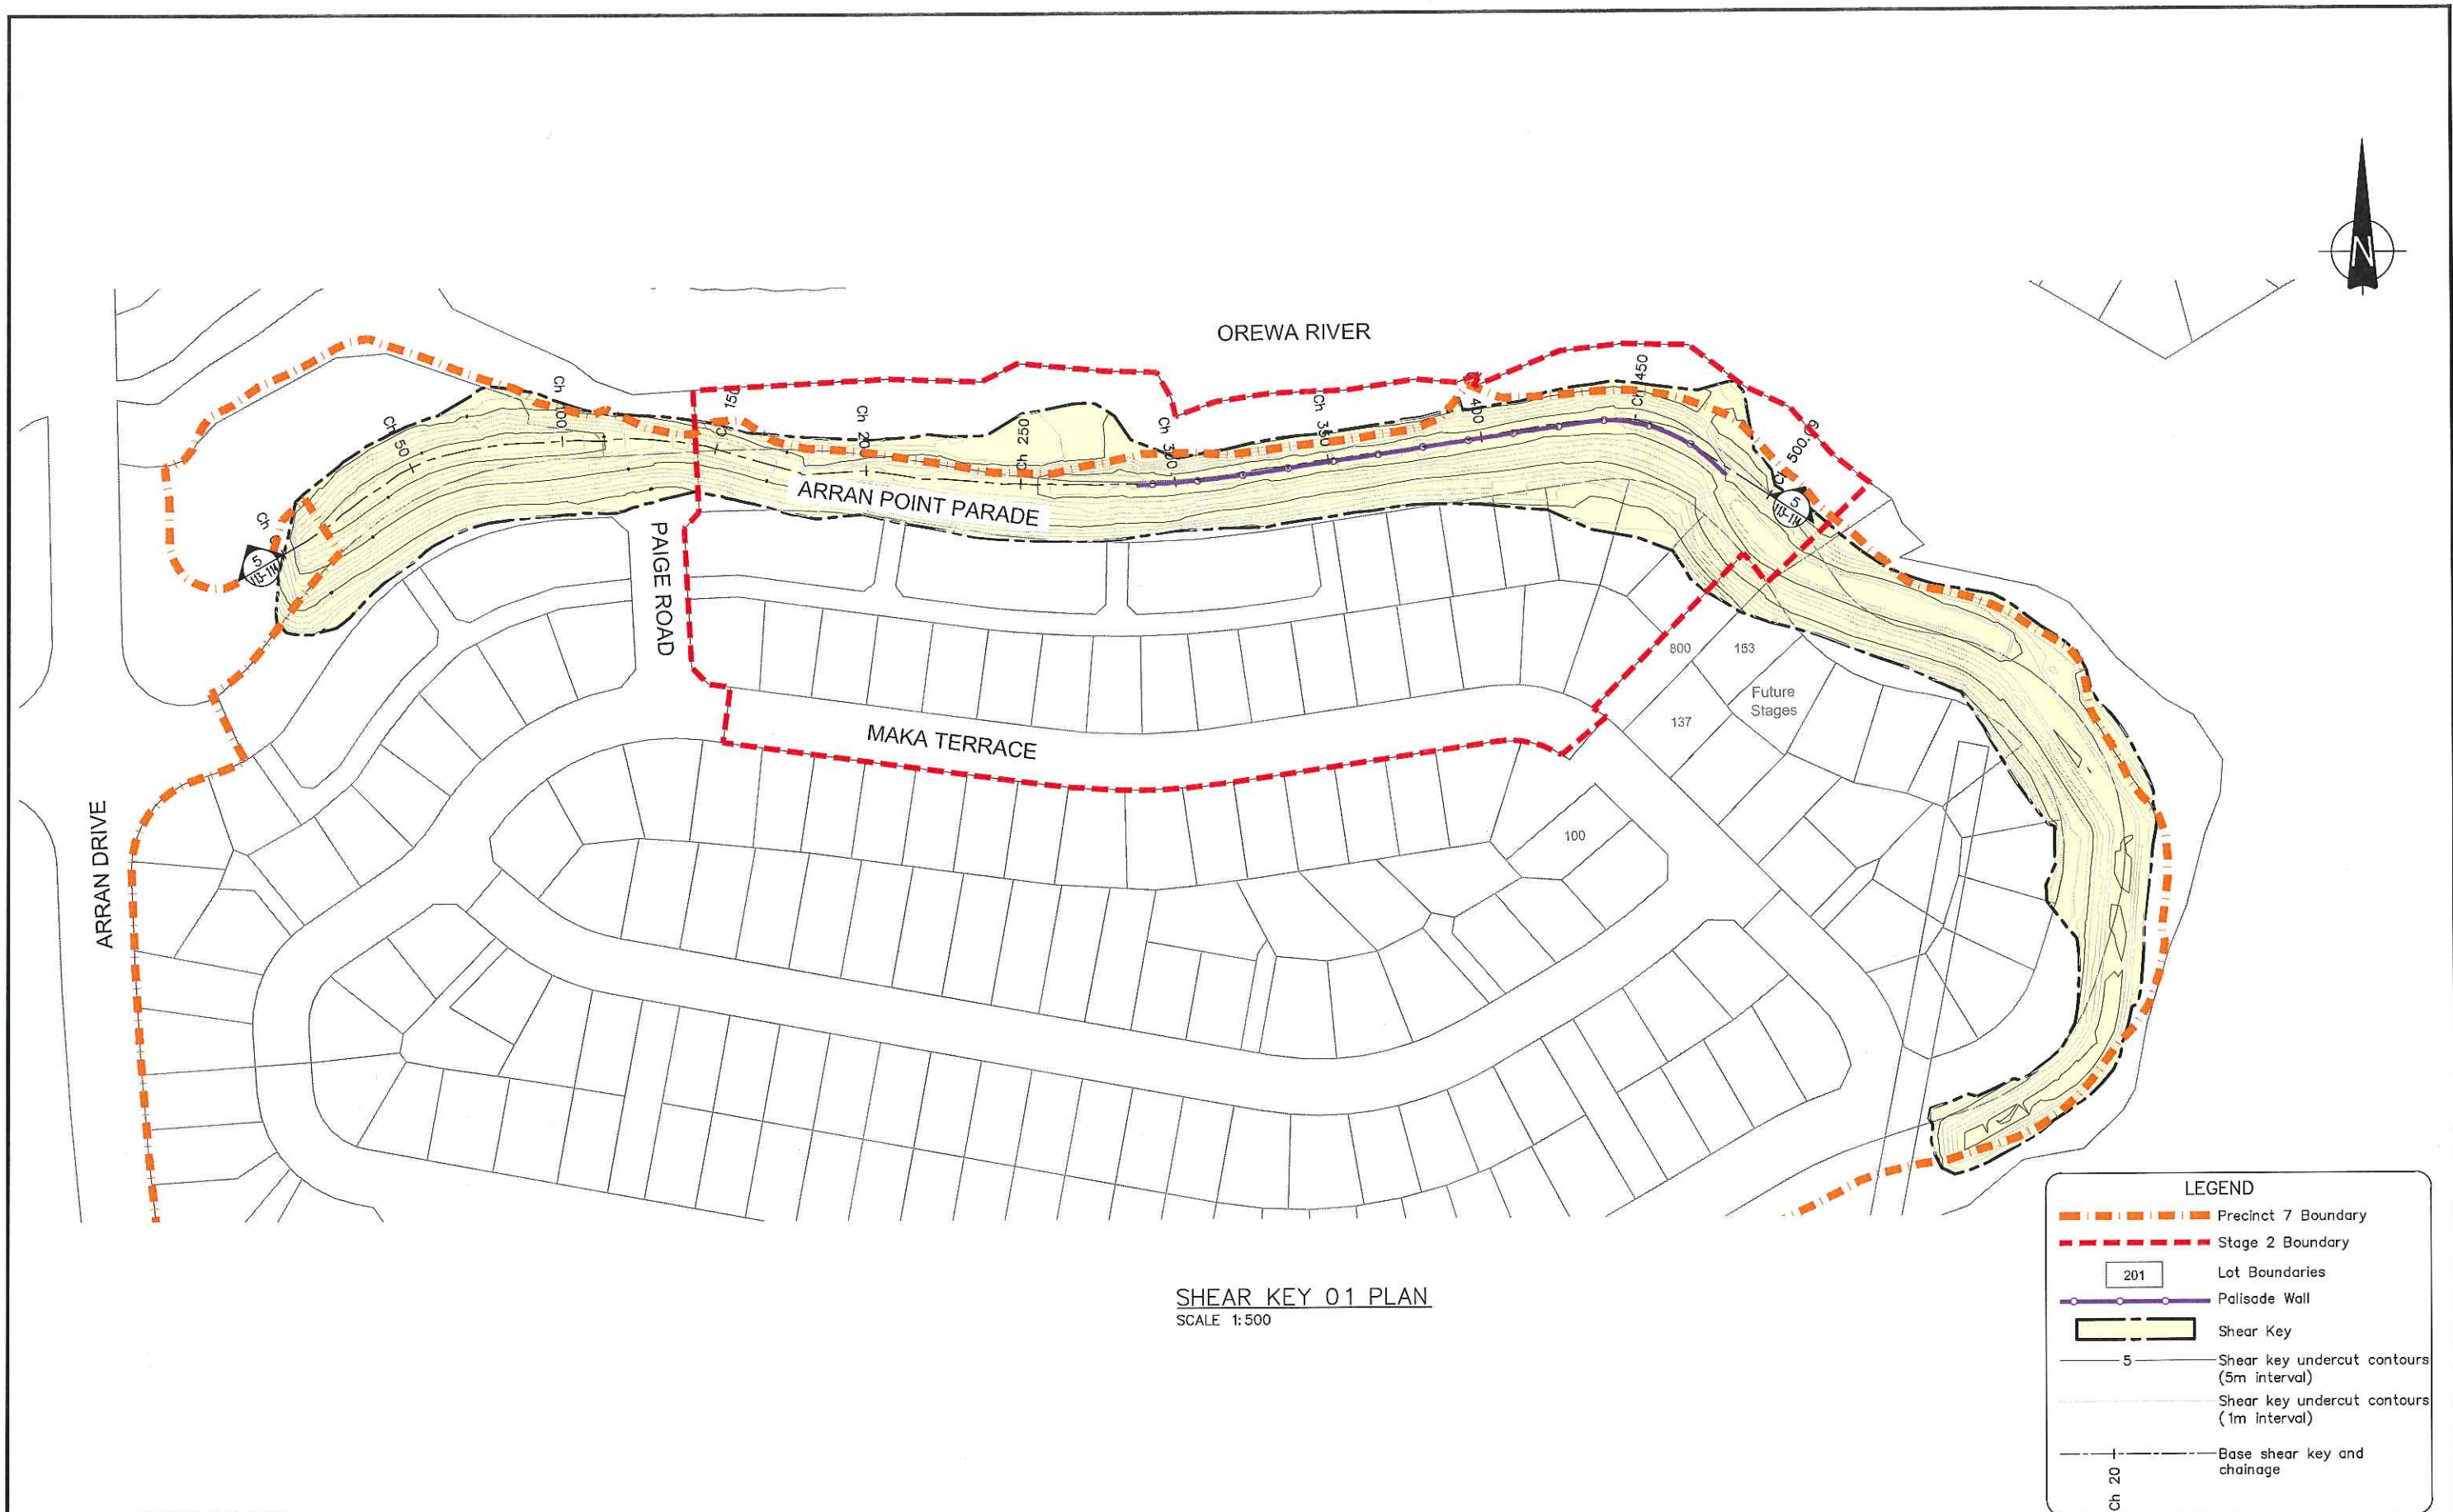 N
OREWA RIVER
Ch 0
Ch 50
Ch 100
Ch 150
Ch 200
Ch 250
Ch 300
Ch 350
Ch 400
Ch 450
5
5
ARRAN POINT PARADE
PAIGE ROAD
MAKA TERRACE
ARRAN DRIVE
800
153
Future
Stages
137
100
SHEAR KEY 01 PLAN
SCALE 1:500
LEGEND
Precinct 7 Boundary
Stage 2 Boundary
201
Lot Boundaries
Palisade Wall
Shear Key
5
Shear key undercut contours
(5m interval)
Shear key undercut contours
(1m interval)
Ch 20
Base shear key and
chainage